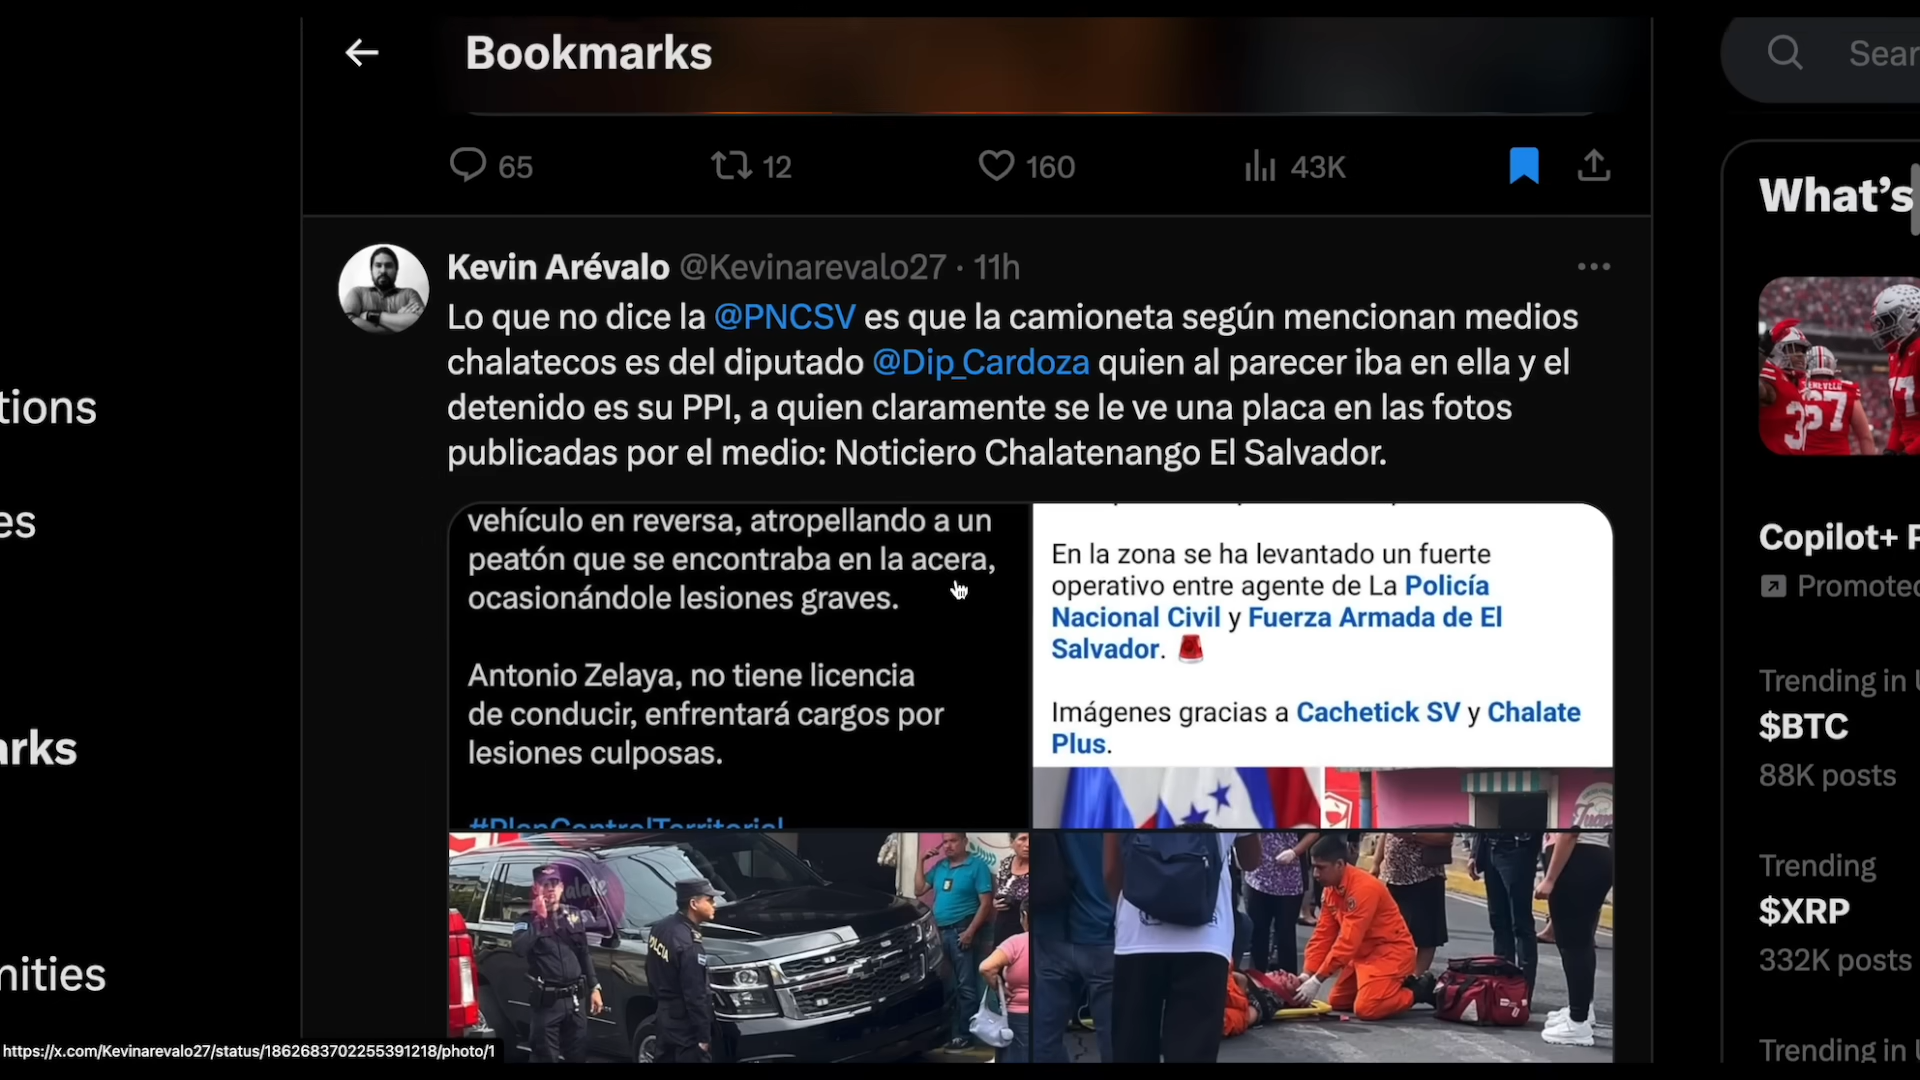 Bookmarks
Sear
65
12
160
43K
What's
Kevin Arévalo @Kevinarevalo27 · 11h
Lo que no dice la @PNCSV es que la camioneta según mencionan medios
chalatecos es del diputado @Dip_Cardoza quien al parecer iba en ella y el
detenido es su PPI, a quien claramente se le ve una placa en las fotos
publicadas por el medio: Noticiero Chalatenango El Salvador.
tions
es
arks
nities
vehículo en reversa, atropellando a un
peatón que se encontraba en la acera,
ocasionándole lesiones graves.
Antonio Zelaya, no tiene licencia
de conducir, enfrentará cargos por
lesiones culposas.
#PlanControlTerritorial
En la zona se ha levantado un fuerte
operativo entre agente de La Policía
Nacional Civil y Fuerza Armada de El
Salvador.
Imágenes gracias a Cachetick SV y Chalate
Plus.
POLICIA
Copilot+ P
Promoted
Trending in U
$BTC
88K posts
Trending
$XRP
332K posts
Trending in
https://x.com/Kevinarevalo27/status/1862683702255391218/photo/1